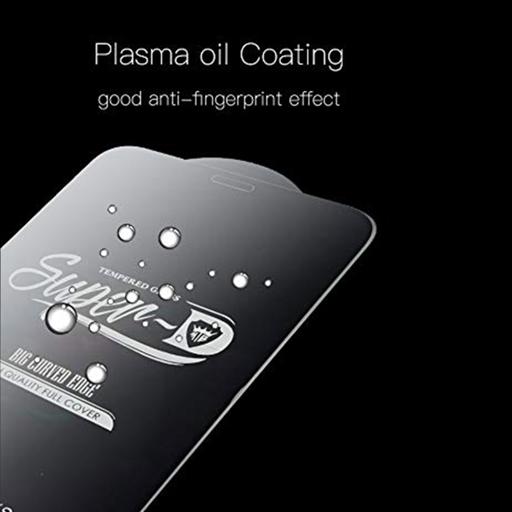 Plasma oil Coating
good anti-fingerprint effect
TEMPERED GLASS
Super.~D
BIG CURVED EDGE
QUALITY FULL COVER